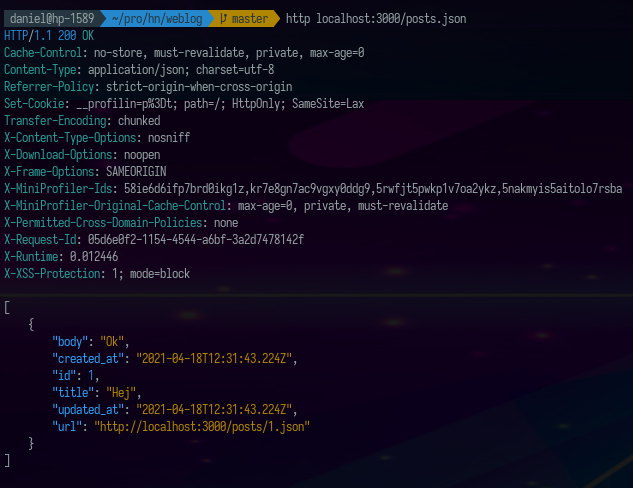 daniel@hp-1589 ~/pro/hn/weblog master http localhost:3000/posts.json
HTTP/1.1 200 OK
Cache-Control: no-store, must-revalidate, private, max-age=0
Content-Type: application/json; charset=utf-8
Referrer-Policy: strict-origin-when-cross-origin
Set-Cookie: __profilin=p%3Dt; path=/; HttpOnly; SameSite=Lax
Transfer-Encoding: chunked
X-Content-Type-Options: nosniff
X-Download-Options: noopen
X-Frame-Options: SAMEORIGIN
X-MiniProfiler-Ids: 58ie6d6ifp7brd0ikg1z,kr7e8gn7ac9vgxy0ddg9,5rwfjt5pwkp1v7oa2ykz,5nakmyis5aitolo7rsba
X-MiniProfiler-Original-Cache-Control: max-age=0, private, must-revalidate
X-Permitted-Cross-Domain-Policies: none
X-Request-Id: 05d6e0f2-1154-4544-a6bf-3a2d7478142f
X-Runtime: 0.012446
X-XSS-Protection: 1; mode=block
[
    {
        "body": "Ok",
        "created_at": "2021-04-18T12:31:43.224Z",
        "id": 1,
        "title": "Hej",
        "updated_at": "2021-04-18T12:31:43.224Z",
        "url": "http://localhost:3000/posts/1.json"
    }
]